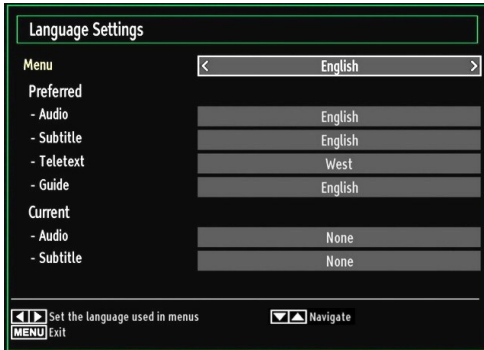 Language Settings
Menu < English >
Preferred
- Audio English
- Subtitle English
- Teletext West
- Guide English
Current
- Audio None
- Subtitle None
Set the language used in menus Navigate
MENU Exit